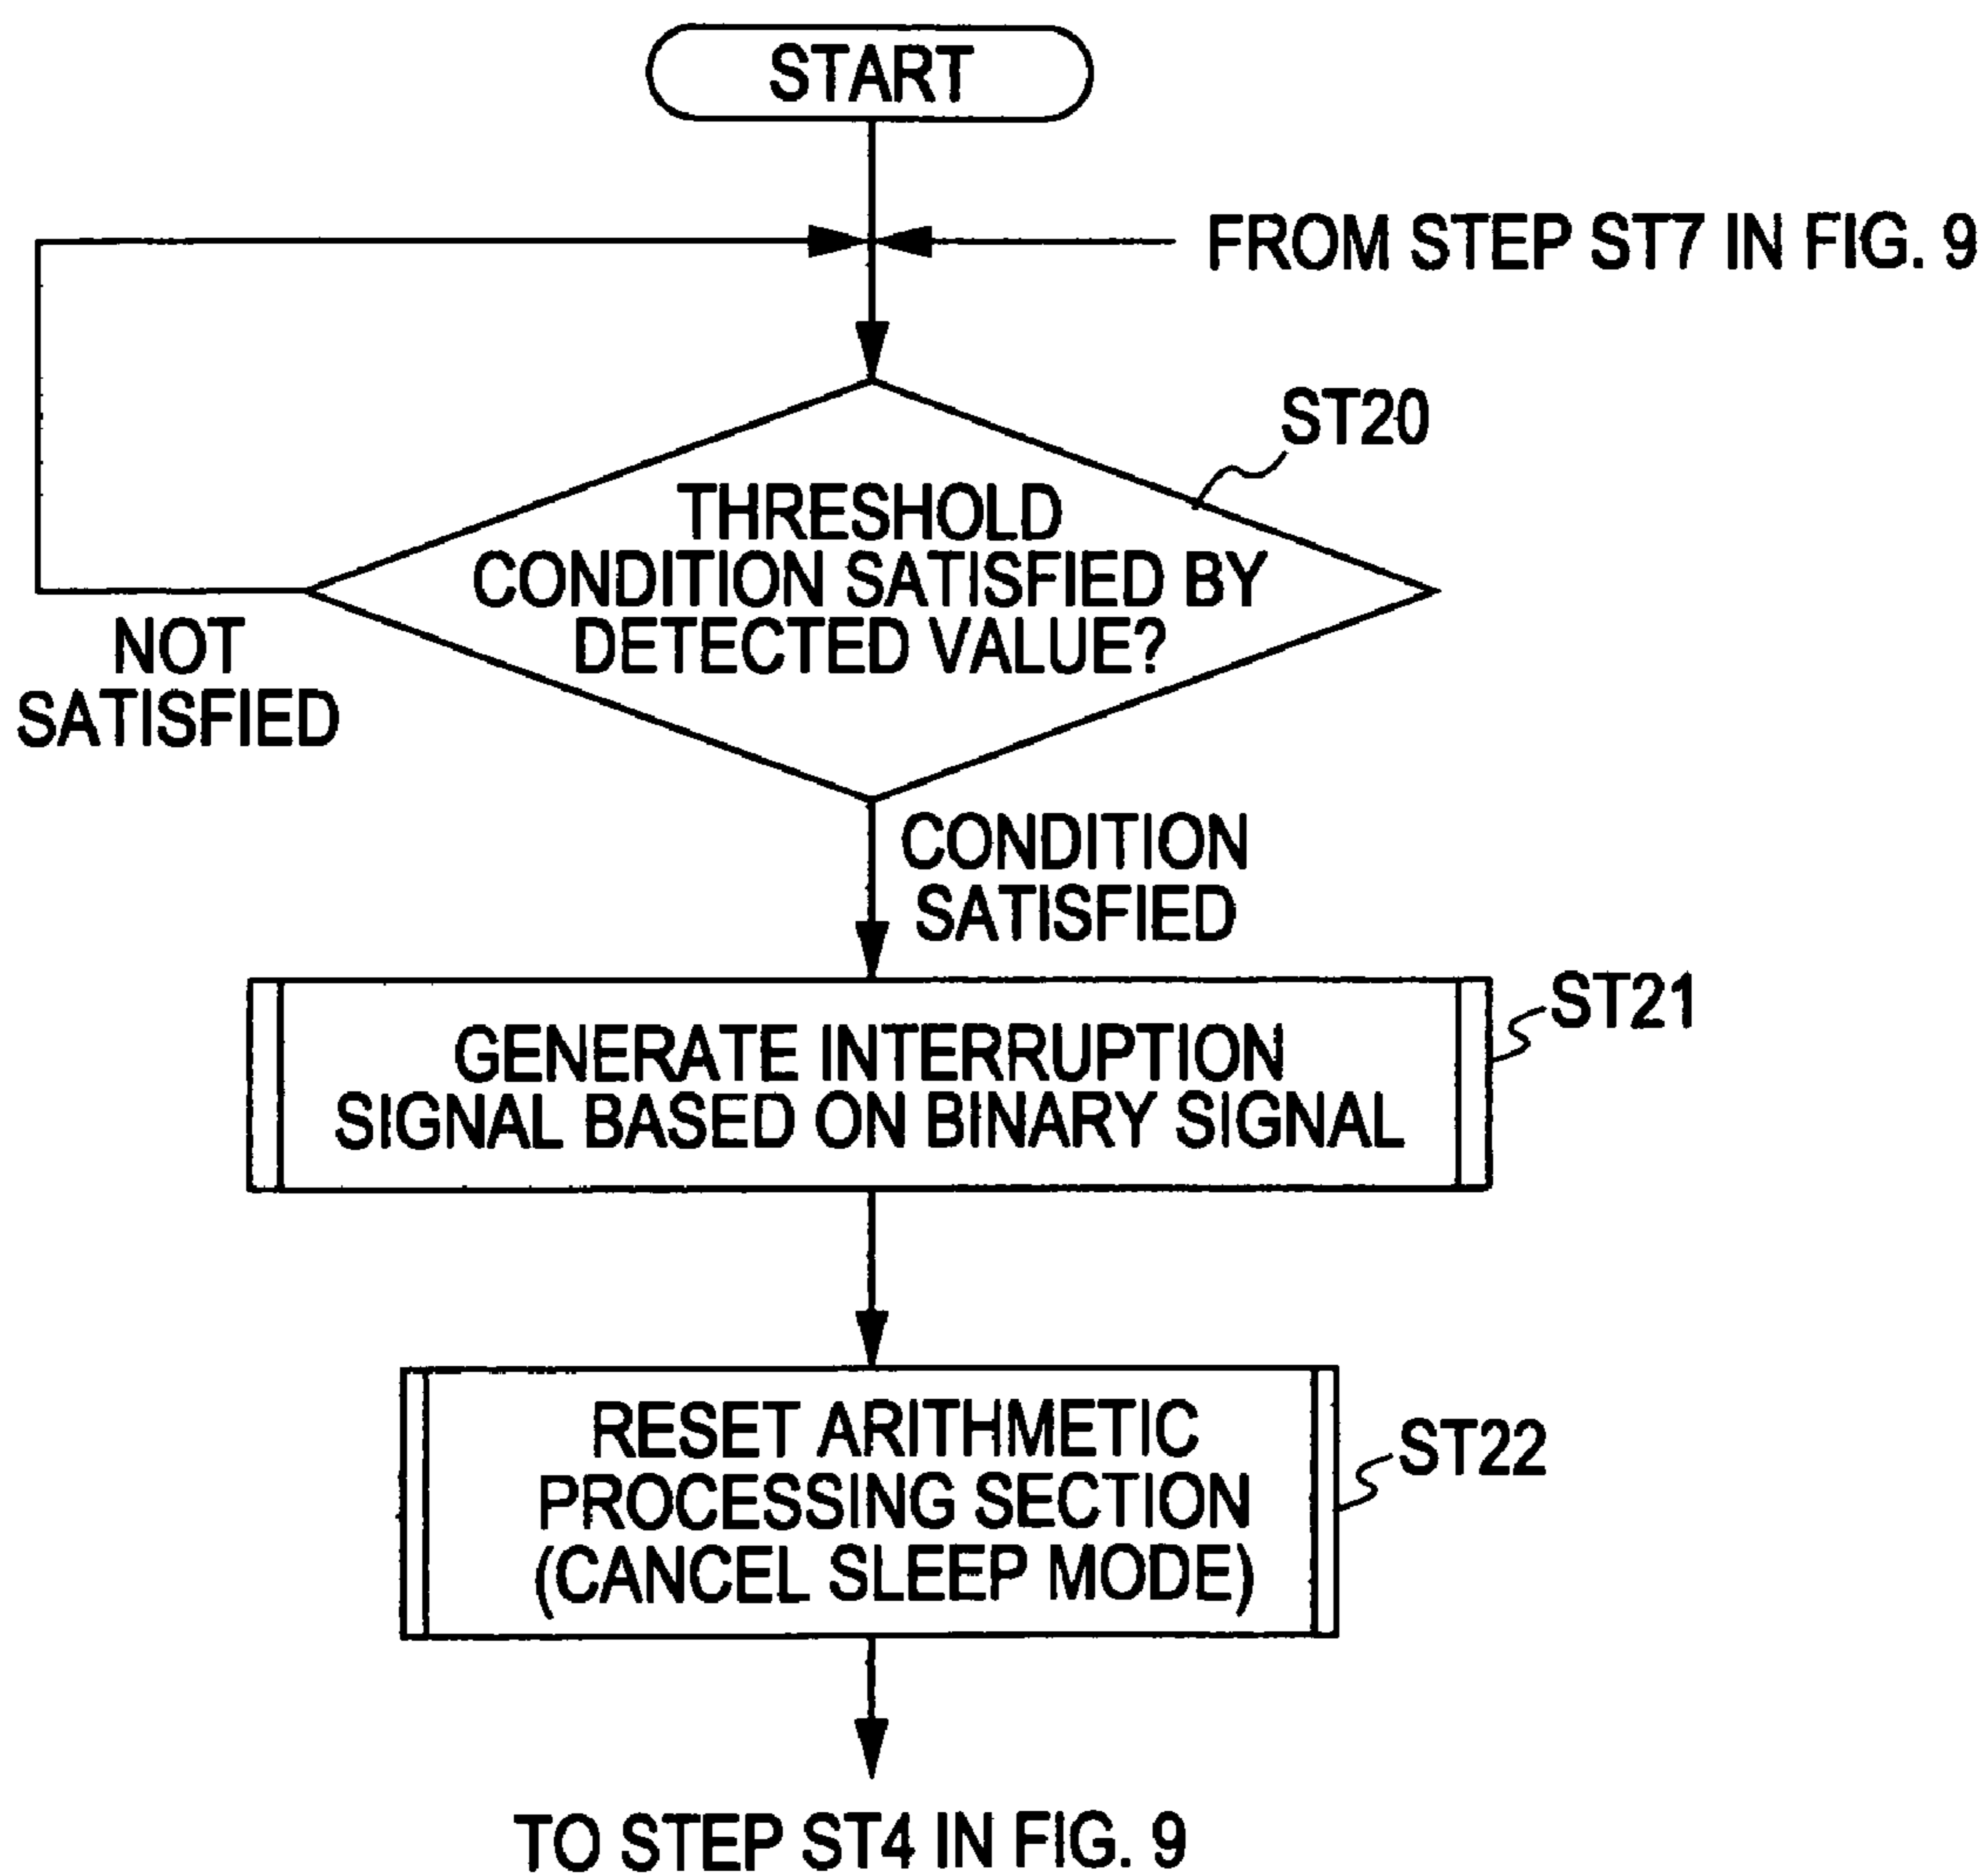 START
FROM STEP ST7 IN FIG. 9
ST20
THRESHOLD
CONDITION SATISFIED BY
DETECTED VALUE?
NOT
SATISFIED
CONDITION
SATISFIED
ST21
GENERATE INTERRUPTION
SIGNAL BASED ON BINARY SIGNAL
RESET ARITHMETIC
PROCESSING SECTION
(CANCEL SLEEP MODE)
ST22
TO STEP ST4 IN FIG. 9